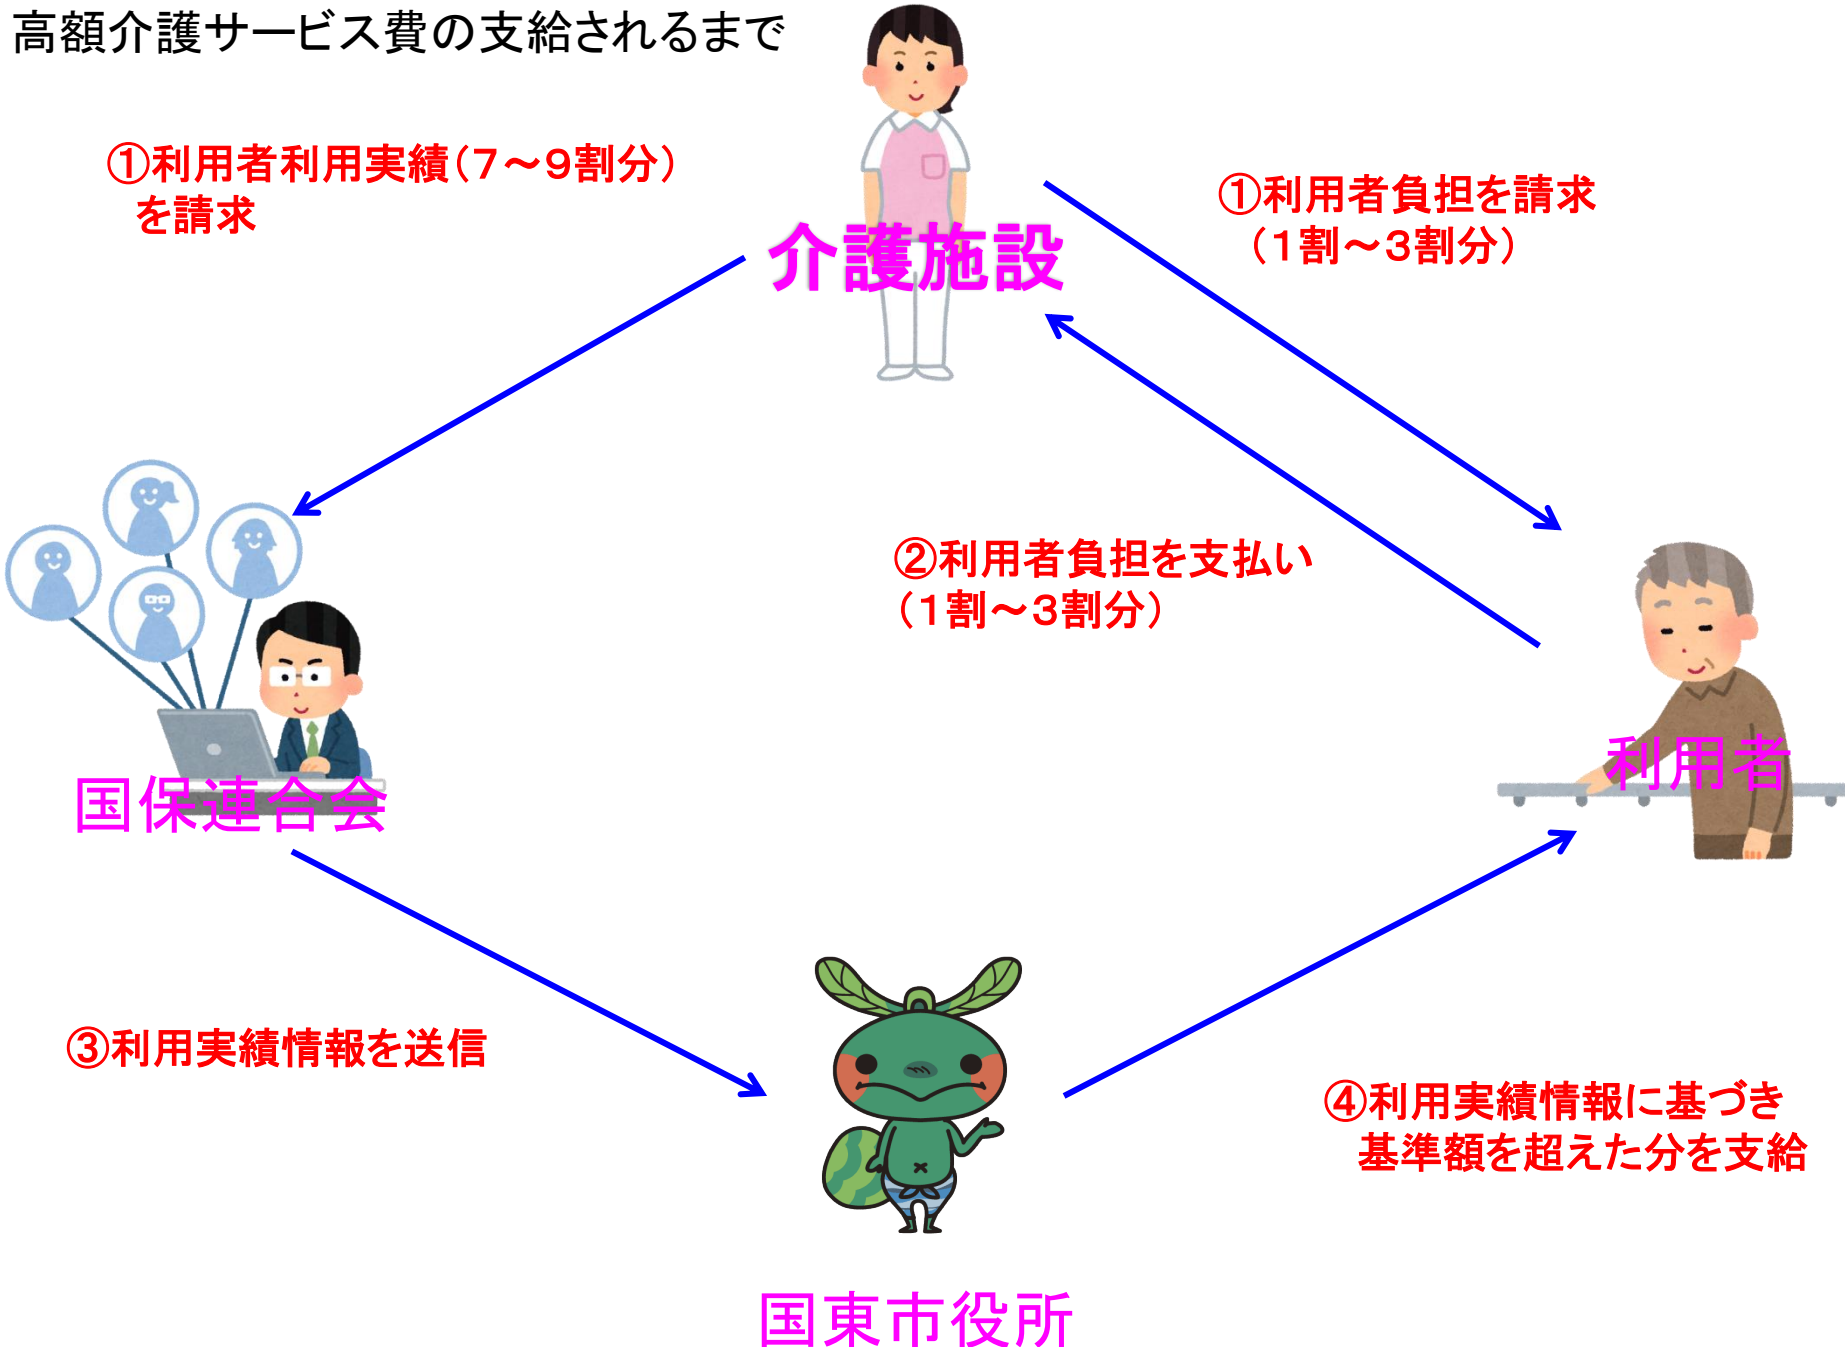 高額介護サービス費の支給されるまで
①利用者利用実績（7～9割分）
を請求
①利用者負担を請求
（1割～3割分）
介護施設
②利用者負担を支払い
（1割～3割分）
国保連合会
利用者
③利用実績情報を送信
④利用実績情報に基づき
基準額を超えた分を支給
国東市役所